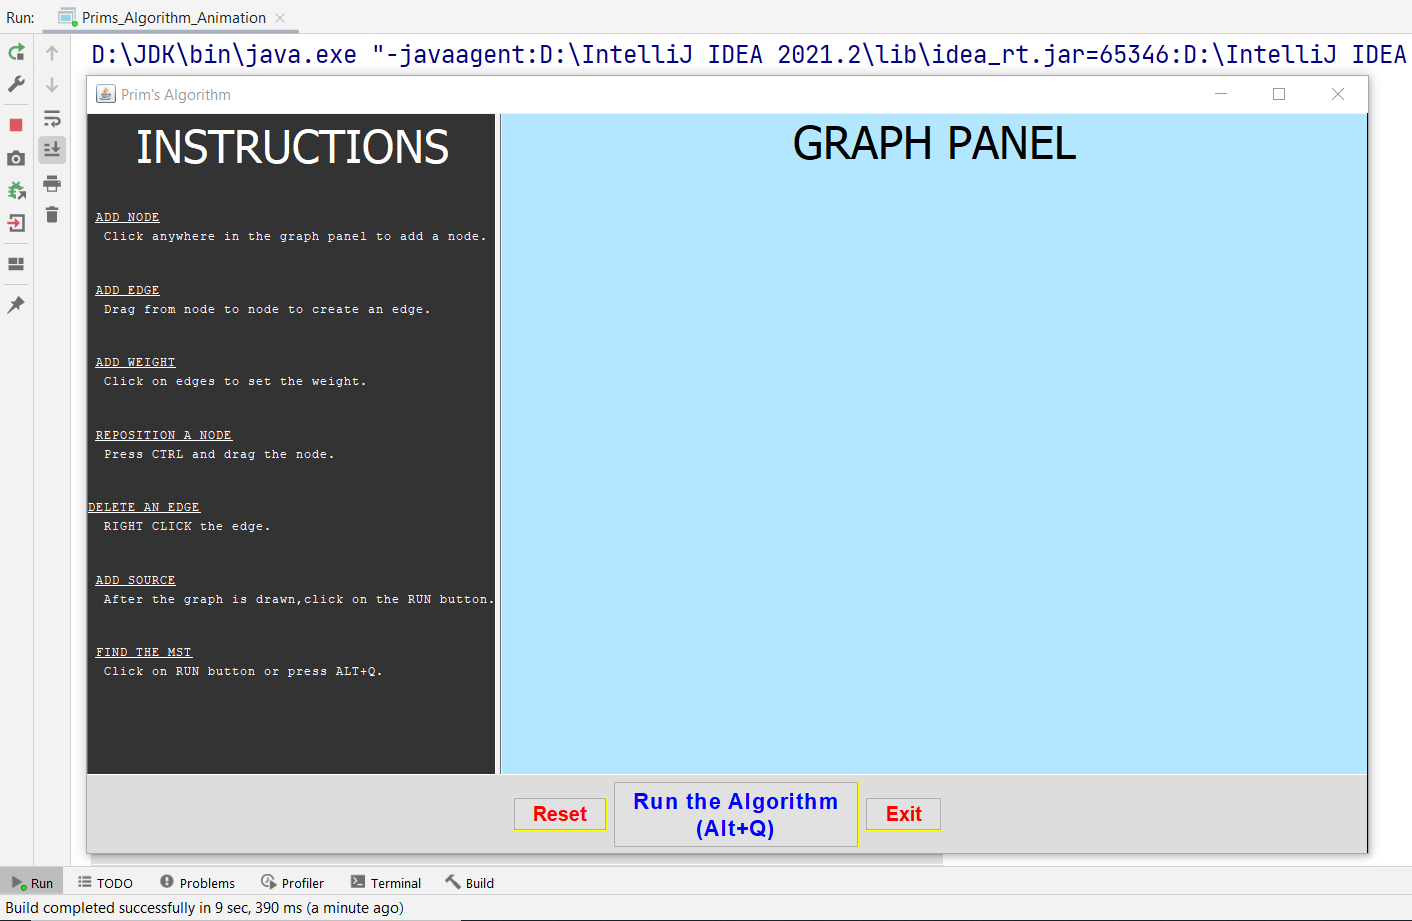 Run: Prims_Algorithm_Animation
D:\JDK\bin\java.exe "-javaagent:D:\IntelliJ IDEA 2021.2\lib\idea_rt.jar=65346:D:\IntelliJ IDEA
Prim's Algorithm
INSTRUCTIONS
ADD NODE
Click anywhere in the graph panel to add a node.
ADD EDGE
Drag from node to node to create an edge.
ADD WEIGHT
Click on edges to set the weight.
REPOSITION A NODE
Press CTRL and drag the node.
DELETE AN EDGE
RIGHT CLICK the edge.
ADD SOURCE
After the graph is drawn,click on the RUN button.
FIND THE MST
Click on RUN button or press ALT+Q.
GRAPH PANEL
Reset
Run the Algorithm
(Alt+Q)
Exit
Run TODO Problems Profiler Terminal Build
Build completed successfully in 9 sec, 390 ms (a minute ago)